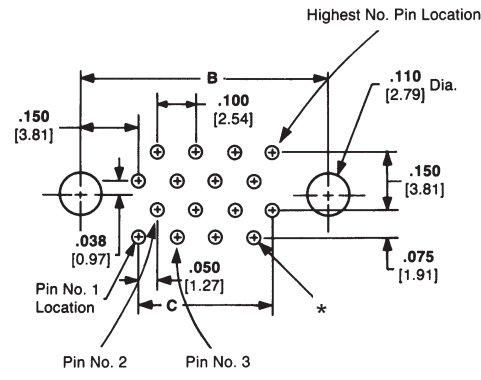 Highest No. Pin Location
B
.110 Dia.
[2.79]
.100
[2.54]
.150
[3.81]
.150
[3.81]
.038
[0.97]
.075
[1.91]
.050
[1.27]
Pin No. 1
Location
C
*
Pin No. 2
Pin No. 3